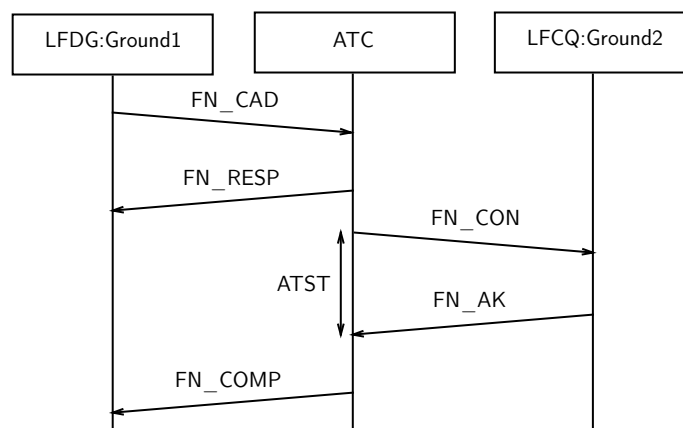 LFDG:Ground1
ATC
LFCQ:Ground2
FN_CAD
FN_RESP
FN_CON
ATST
FN_AK
FN_COMP